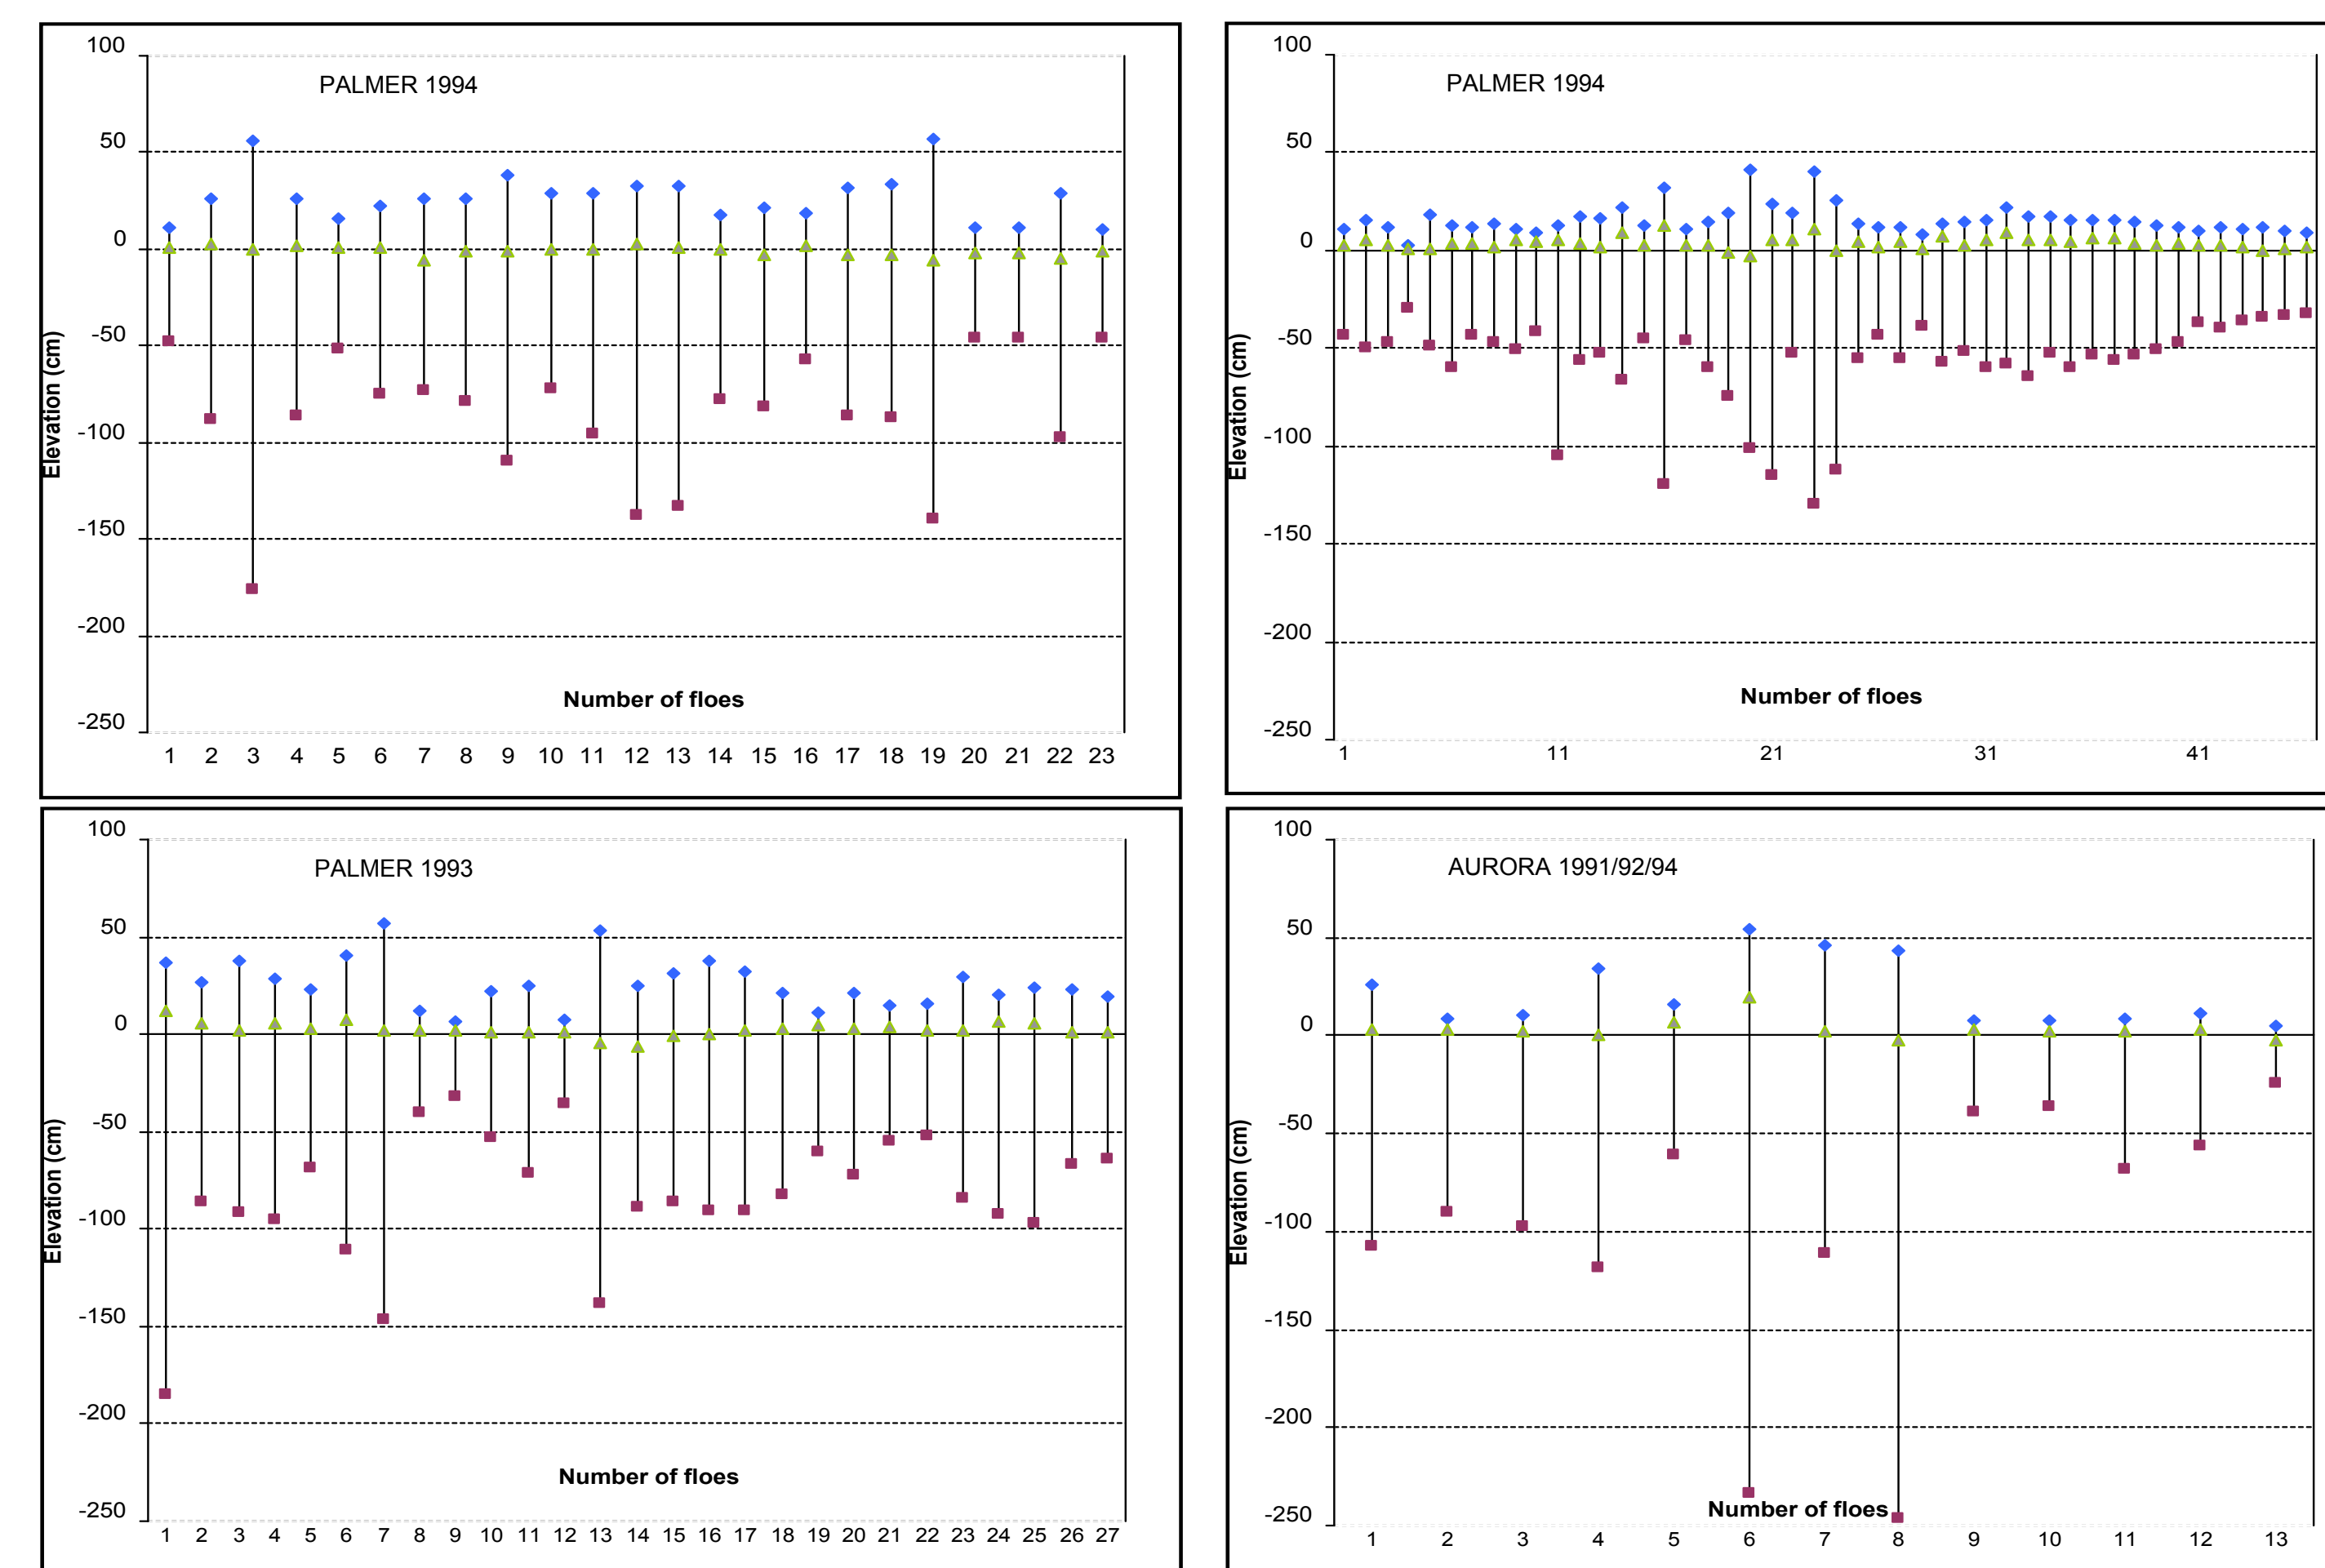 PALMER 1994
100
50
0
-50
-100
-150
-200
-250
Elevation (cm)
Number of floes
1 2 3 4 5 6 7 8 9 10 11 12 13 14 15 16 17 18 19 20 21 22 23
PALMER 1994
100
50
0
-50
-100
-150
-200
-250
Elevation (cm)
Number of floes
1 11 21 31 41
PALMER 1993
100
50
0
-50
-100
-150
-200
-250
Elevation (cm)
Number of floes
1 2 3 4 5 6 7 8 9 10 11 12 13 14 15 16 17 18 19 20 21 22 23 24 25 26 27
AURORA 1991/92/94
100
50
0
-50
-100
-150
-200
-250
Elevation (cm)
Number of floes
1 2 3 4 5 6 7 8 9 10 11 12 13